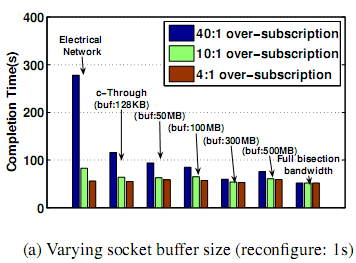 400
300
200
100
0
Completion Time(s)
40:1 over-subscription
10:1 over-subscription
4:1 over-subscription
Electrical
Network
c-Through
(buf:128KB)
(buf:50MB)
(buf:100MB)
(buf:300MB)
(buf:500MB)
Full bisection
bandwidth
(a) Varying socket buffer size (reconfigure: 1s)